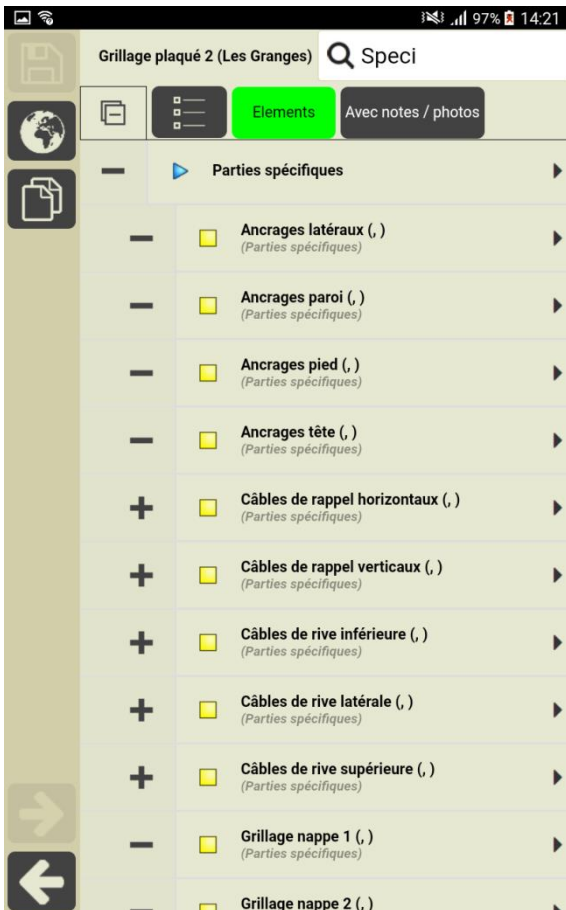 97% 14:21
Grillage plaqué 2 (Les Granges) Speci
Elements Avec notes / photos
Parties spécifiques
Ancrages latéraux (, )
(Parties spécifiques)
Ancrages paroi (, )
(Parties spécifiques)
Ancrages pied (, )
(Parties spécifiques)
Ancrages tête (, )
(Parties spécifiques)
Câbles de rappel horizontaux (, )
(Parties spécifiques)
Câbles de rappel verticaux (, )
(Parties spécifiques)
Câbles de rive inférieure (, )
(Parties spécifiques)
Câbles de rive latérale (, )
(Parties spécifiques)
Câbles de rive supérieure (, )
(Parties spécifiques)
Grillage nappe 1 (, )
(Parties spécifiques)
Grillage nappe 2 (, )